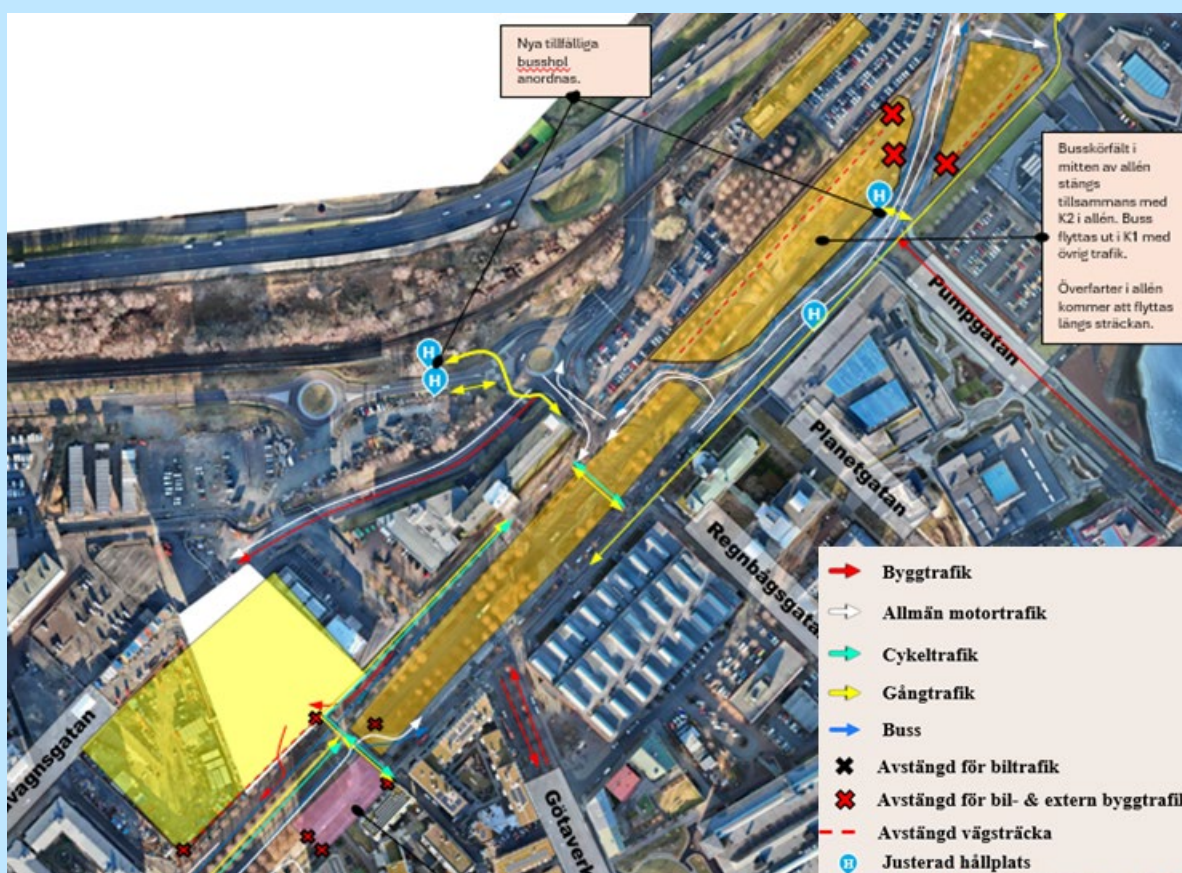 Nya tillfälliga
busshpl
anordnas.
Busskörfält i
mitten av allén
stängs
tillsammans med
K2 i allén. Buss
flyttas ut i K1 med
övrig trafik.
Överfarter i allén
kommer att flyttas
längs sträckan.
H
H
H
H
Pumpgatan
Planetgatan
Regnbågsgatan
vagnsgatan
Götaverk
Byggtrafik
Allmän motortrafik
Cykeltrafik
Gångtrafik
Buss
Avstängd för biltrafik
Avstängd för bil- & extern byggtrafik
Avstängd vägsträcka
H Justerad hållplats